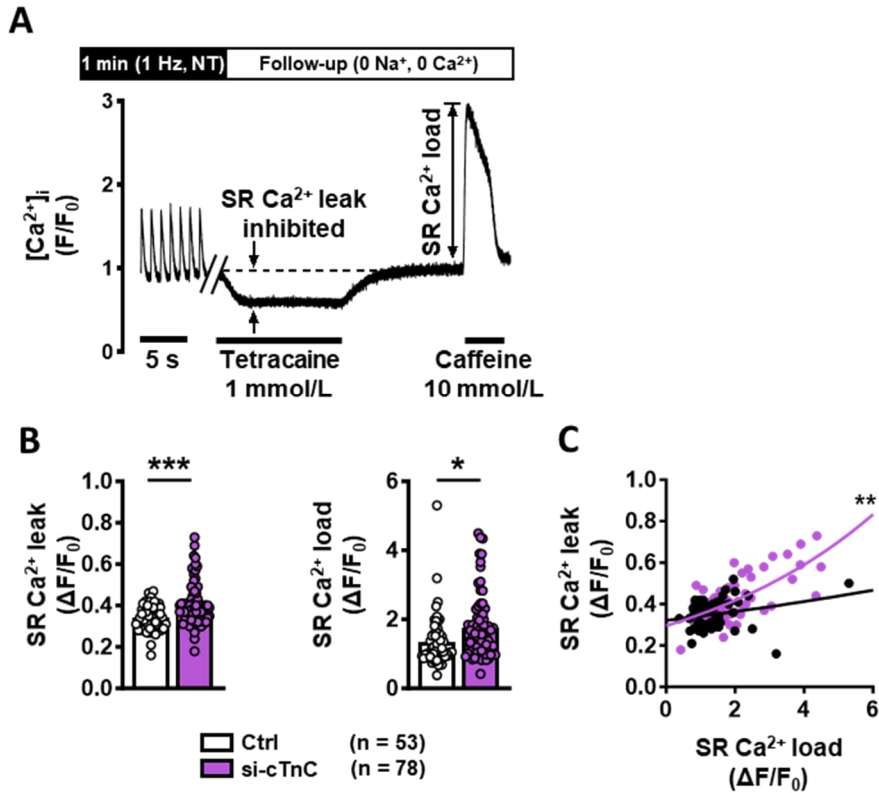 A
1 min (1 Hz, NT)
Follow-up (0 Na⁺, 0 Ca²⁺)
[Ca²⁺]ᵢ
(F/F₀)
3
2
1
0
SR Ca²⁺ leak
inhibited
SR Ca²⁺ load
5 s
Tetracaine
1 mmol/L
Caffeine
10 mmol/L
B
SR Ca²⁺ leak
(ΔF/F₀)
1.0
0.8
0.6
0.4
0.2
0.0
***
SR Ca²⁺ load
(ΔF/F₀)
6
4
2
0
*
Ctrl (n = 53)
si-cTnC (n = 78)
C
SR Ca²⁺ leak
(ΔF/F₀)
1.0
0.8
0.6
0.4
0.2
0.0
**
0 2 4 6
SR Ca²⁺ load
(ΔF/F₀)